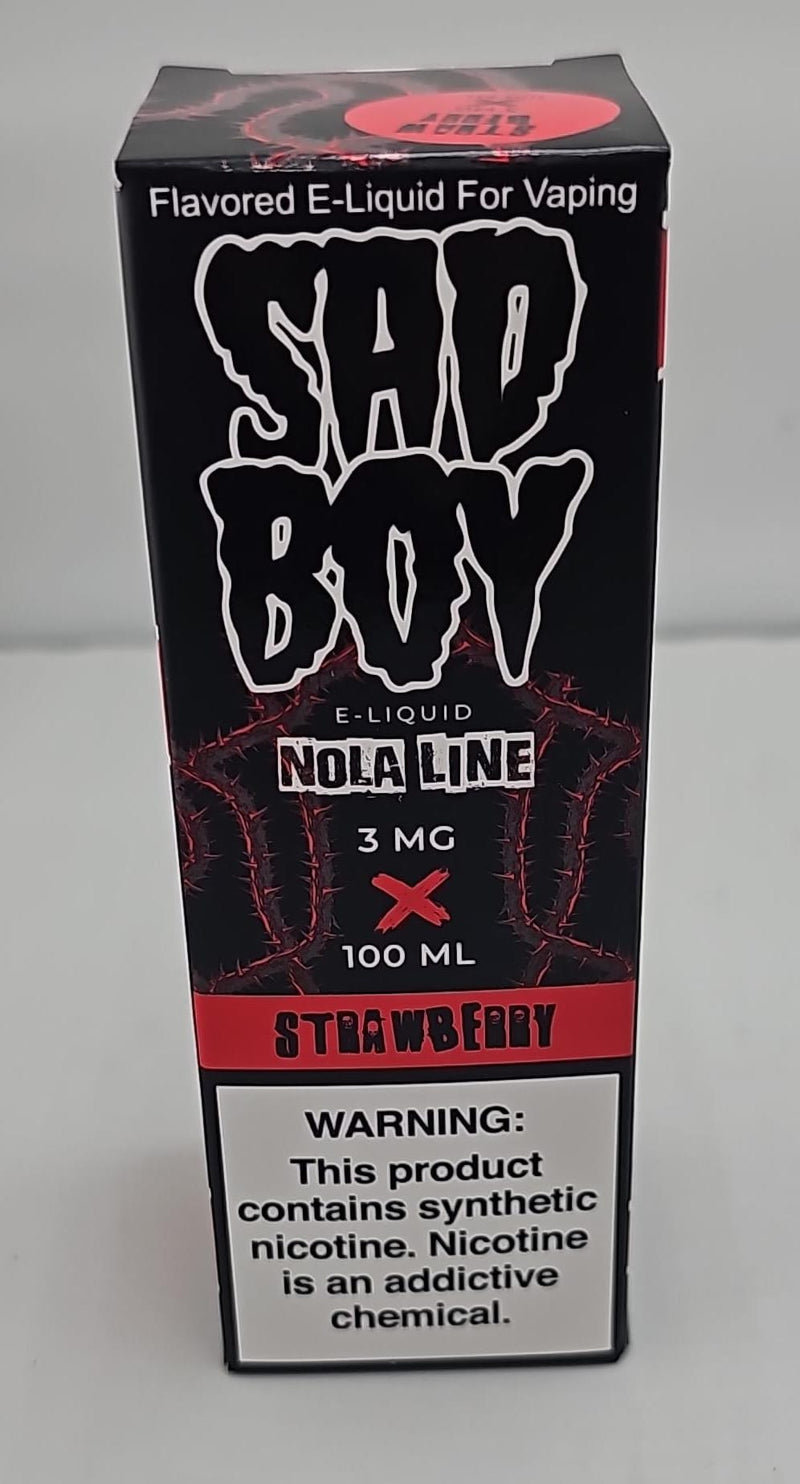 STRAW
Flavored E-Liquid For Vaping
SAD
BOY
E-LIQUID
NOLA LINE
3 MG
X
100 ML
STRAWBERRY
WARNING:
This product
contains synthetic
nicotine. Nicotine
is an addictive
chemical.